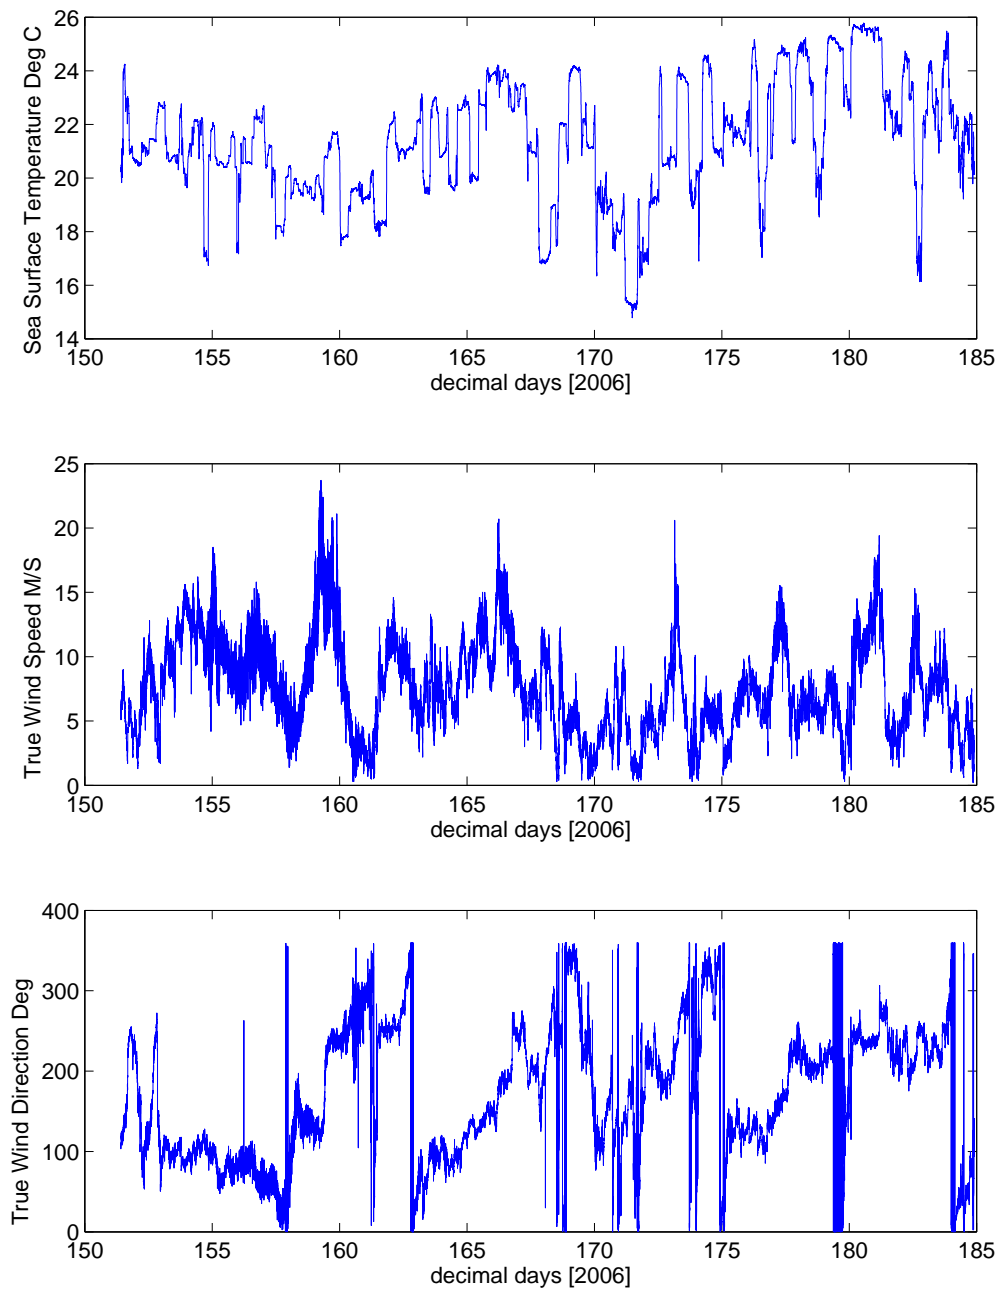 26
24
22
20
18
16
14
Sea Surface Temperature Deg C
150 155 160 165 170 175 180 185
decimal days [2006]
25
20
15
10
5
0
True Wind Speed M/S
150 155 160 165 170 175 180 185
decimal days [2006]
400
300
200
100
0
True Wind Direction Deg
150 155 160 165 170 175 180 185
decimal days [2006]